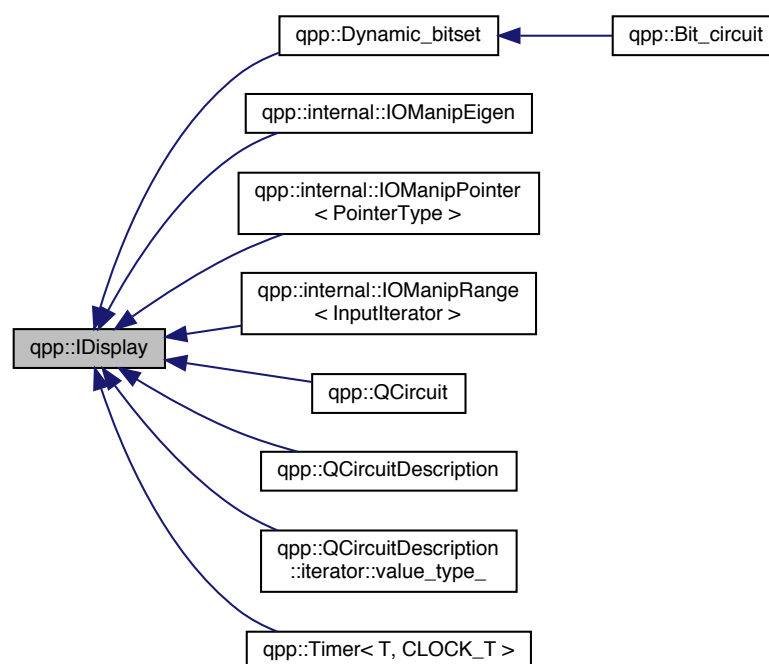 qpp::Dynamic_bitset
qpp::Bit_circuit
qpp::internal::IOManipEigen
qpp::internal::IOManipPointer
< PointerType >
qpp::internal::IOManipRange
< InputIterator >
qpp::IDisplay
qpp::QCircuit
qpp::QCircuitDescription
qpp::QCircuitDescription
::iterator::value_type_
qpp::Timer< T, CLOCK_T >